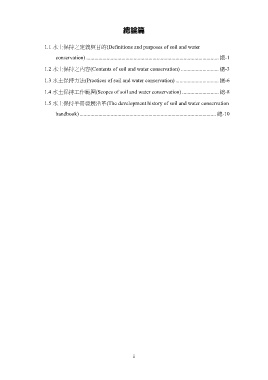 總論篇
1.1 水土保持之定義與目的(Definitions and purposes of soil and water
conservation) ........................................ 總-1
1.2 水土保持之內容(Contents of soil and water conservation) .............. 總-3
1.3 水土保持方法(Practices of soil and water conservation) ................ 總-6
1.4 水土保持工作範圍(Scopes of soil and water conservation) .............. 總-8
1.5 水土保持手冊發展沿革(The development history of soil and water conservation
handbook) ........................................ 總-10
i